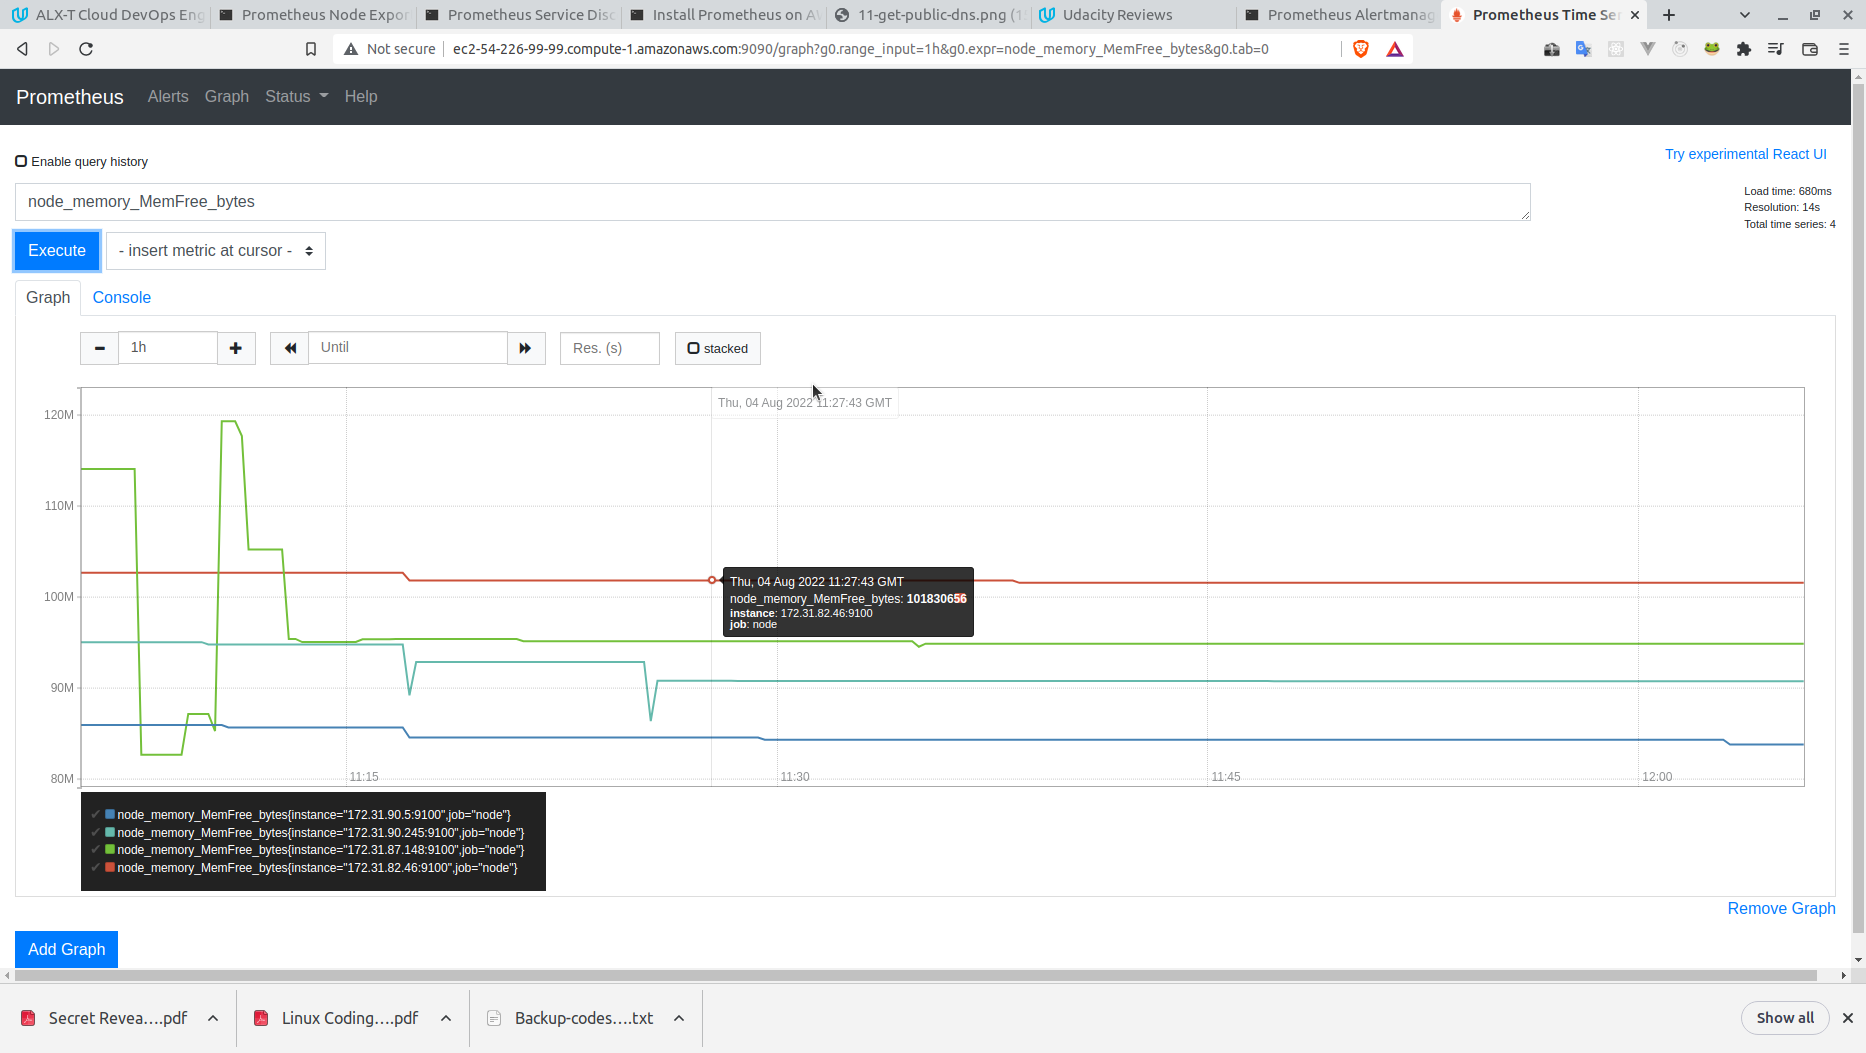 ALX-T Cloud DevOps Eng
Prometheus Node Expor
Prometheus Service Disc
Install Prometheus on AW
11-get-public-dns.png (1
Udacity Reviews
Prometheus Alertmanag
Prometheus Time Ser
Not secure
ec2-54-226-99-99.compute-1.amazonaws.com:9090/graph?g0.range_input=1h&g0.expr=node_memory_MemFree_bytes&g0.tab=0
Prometheus Alerts Graph Status Help
Enable query history
Try experimental React UI
node_memory_MemFree_bytes
Load time: 680ms
Resolution: 14s
Total time series: 4
Execute
- insert metric at cursor -
Graph Console
1h
Until
Res. (s)
stacked
Thu, 04 Aug 2022 11:27:43 GMT
120M
110M
100M
90M
80M
Thu, 04 Aug 2022 11:27:43 GMT
node_memory_MemFree_bytes: 101830656
instance: 172.31.82.46:9100
job: node
11:15
11:30
11:45
12:00
node_memory_MemFree_bytes{instance="172.31.90.5:9100",job="node"}
node_memory_MemFree_bytes{instance="172.31.90.245:9100",job="node"}
node_memory_MemFree_bytes{instance="172.31.87.148:9100",job="node"}
node_memory_MemFree_bytes{instance="172.31.82.46:9100",job="node"}
Remove Graph
Add Graph
Secret Revea....pdf
Linux Coding....pdf
Backup-codes....txt
Show all